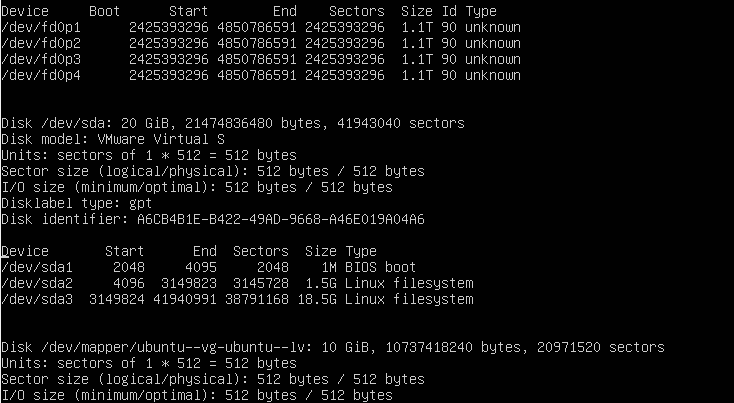 Device     Boot      Start        End    Sectors  Size Id Type
/dev/fd0p1      2425393296 4850786591 2425393296  1.1T 90 unknown
/dev/fd0p2      2425393296 4850786591 2425393296  1.1T 90 unknown
/dev/fd0p3      2425393296 4850786591 2425393296  1.1T 90 unknown
/dev/fd0p4      2425393296 4850786591 2425393296  1.1T 90 unknown
Disk /dev/sda: 20 GiB, 21474836480 bytes, 41943040 sectors
Disk model: VMware Virtual S
Units: sectors of 1 * 512 = 512 bytes
Sector size (logical/physical): 512 bytes / 512 bytes
I/O size (minimum/optimal): 512 bytes / 512 bytes
Disklabel type: gpt
Disk identifier: A6CB4B1E-B422-49AD-9668-A46E019A04A6
Device       Start      End  Sectors  Size Type
/dev/sda1     2048     4095     2048    1M BIOS boot
/dev/sda2     4096  3149823  3145728  1.5G Linux filesystem
/dev/sda3  3149824 41940991 38791168 18.5G Linux filesystem
Disk /dev/mapper/ubuntu--vg-ubuntu--lv: 10 GiB, 10737418240 bytes, 20971520 sectors
Units: sectors of 1 * 512 = 512 bytes
Sector size (logical/physical): 512 bytes / 512 bytes
I/O size (minimum/optimal): 512 bytes / 512 bytes